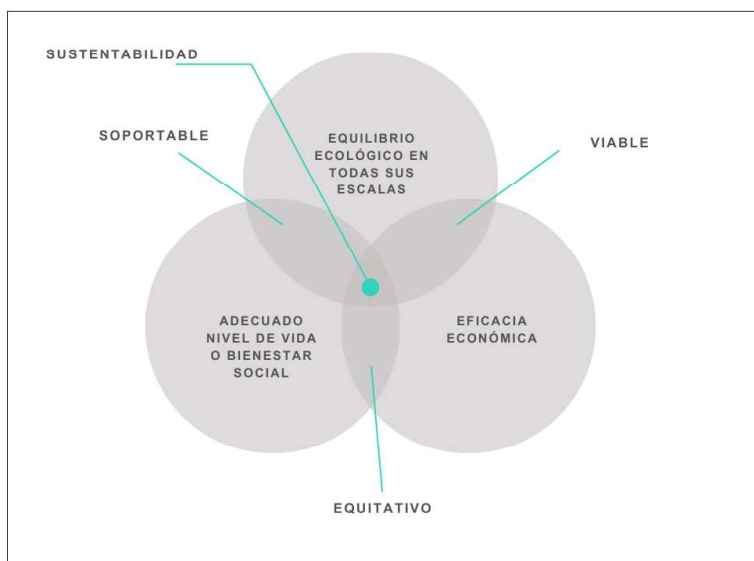 SUSTENTABILIDAD
SOPORTABLE
EQUILIBRIO
ECOLÓGICO EN
TODAS SUS
ESCALAS
VIABLE
ADECUADO
NIVEL DE VIDA
O BIENESTAR
SOCIAL
EFICACIA
ECONÓMICA
EQUITATIVO